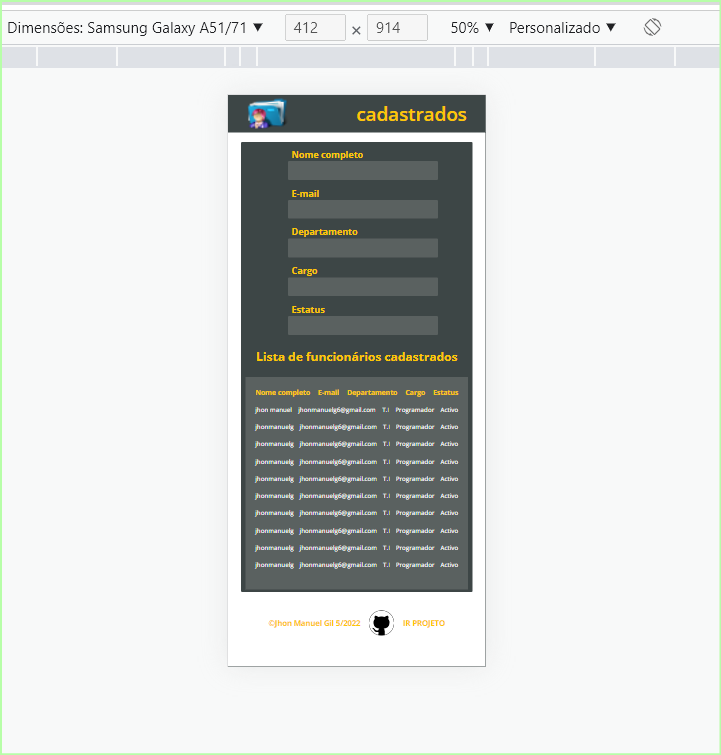 Dimensões: Samsung Galaxy A51/71 ▼ 412 × 914 50% ▼ Personalizado ▼
cadastrados
Nome completo
E-mail
Departamento
Cargo
Estatus
Lista de funcionários cadastrados
Nome completo E-mail Departamento Cargo Estatus
jhon manuel jhonmanuelg6@gmail.com T.I Programador Activo
jhonmanuelg jhonmanuelg6@gmail.com T.I Programador Activo
jhonmanuelg jhonmanuelg6@gmail.com T.I Programador Activo
jhonmanuelg jhonmanuelg6@gmail.com T.I Programador Activo
jhonmanuelg jhonmanuelg6@gmail.com T.I Programador Activo
jhonmanuelg jhonmanuelg6@gmail.com T.I Programador Activo
jhonmanuelg jhonmanuelg6@gmail.com T.I Programador Activo
jhonmanuelg jhonmanuelg6@gmail.com T.I Programador Activo
jhonmanuelg jhonmanuelg6@gmail.com T.I Programador Activo
jhonmanuelg jhonmanuelg6@gmail.com T.I Programador Activo
©Jhon Manuel Gil 5/2022 IR PROJETO